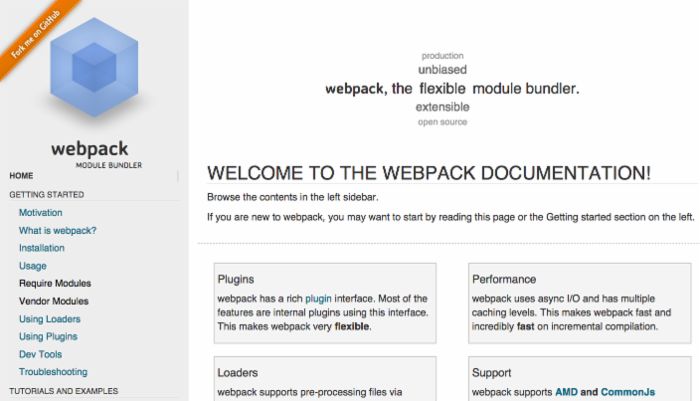 Fork me on GitHub
webpack
MODULE BUNDLER
HOME
GETTING STARTED
Motivation
What is webpack?
Installation
Usage
Require Modules
Vendor Modules
Using Loaders
Using Plugins
Dev Tools
Troubleshooting
TUTORIALS AND EXAMPLES
production
unbiased
webpack, the flexible module bundler.
extensible
open source
WELCOME TO THE WEBPACK DOCUMENTATION!
Browse the contents in the left sidebar.
If you are new to webpack, you may want to start by reading this page or the Getting started section on the left.
Plugins
webpack has a rich plugin interface. Most of the
features are internal plugins using this interface.
This makes webpack very flexible.
Performance
webpack uses async I/O and has multiple
caching levels. This makes webpack fast and
incredibly fast on incremental compilation.
Loaders
webpack supports pre-processing files via
Support
webpack supports AMD and CommonJs